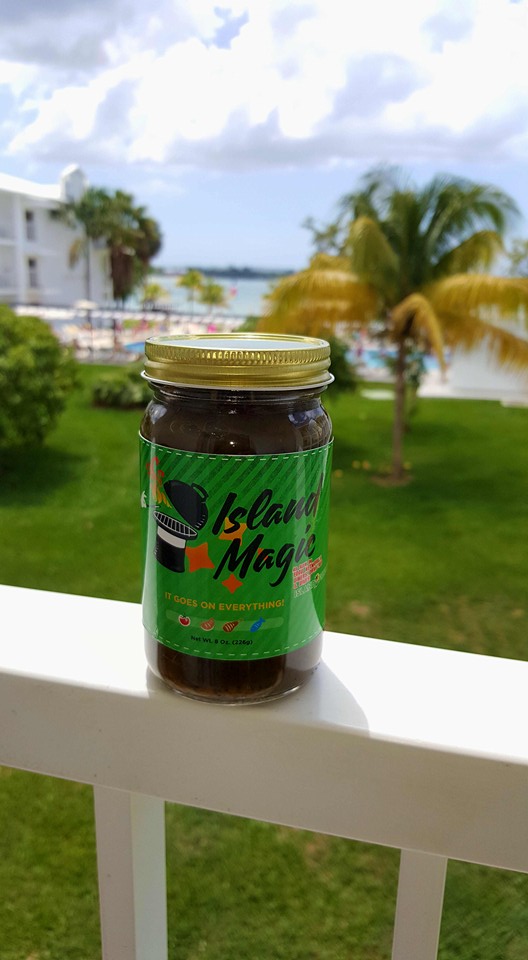 Island
Magic
IT GOES ON EVERYTHING!
Net Wt. 8 Oz. (226g)